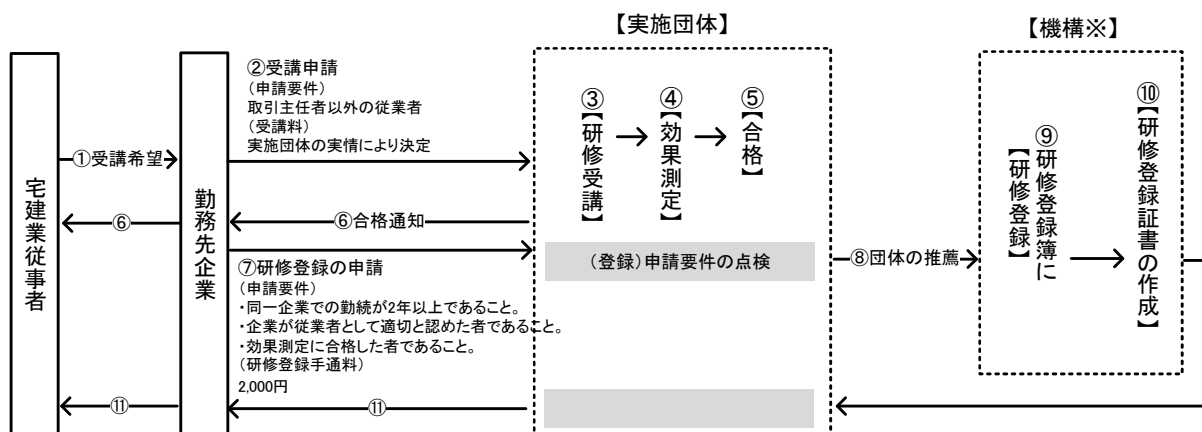 【実施団体】
【機構※】
宅建業従事者
①受講希望
⑥
⑪
勤務先企業
②受講申請
(申請要件)
取引主任者以外の従業者
(受講料)
実施団体の実情により決定
⑥合格通知
⑦研修登録の申請
(申請要件)
・同一企業での勤続が2年以上であること。
・企業が従業者として適切と認めた者であること。
・効果測定に合格した者であること。
(研修登録手通料)
2,000円
⑪
③
【研修受講】
④
【効果測定】
⑤
【合格】
(登録)申請要件の点検
⑧団体の推薦
⑨研修登録簿に
【研修登録】
⑩
【研修登録証書の作成】